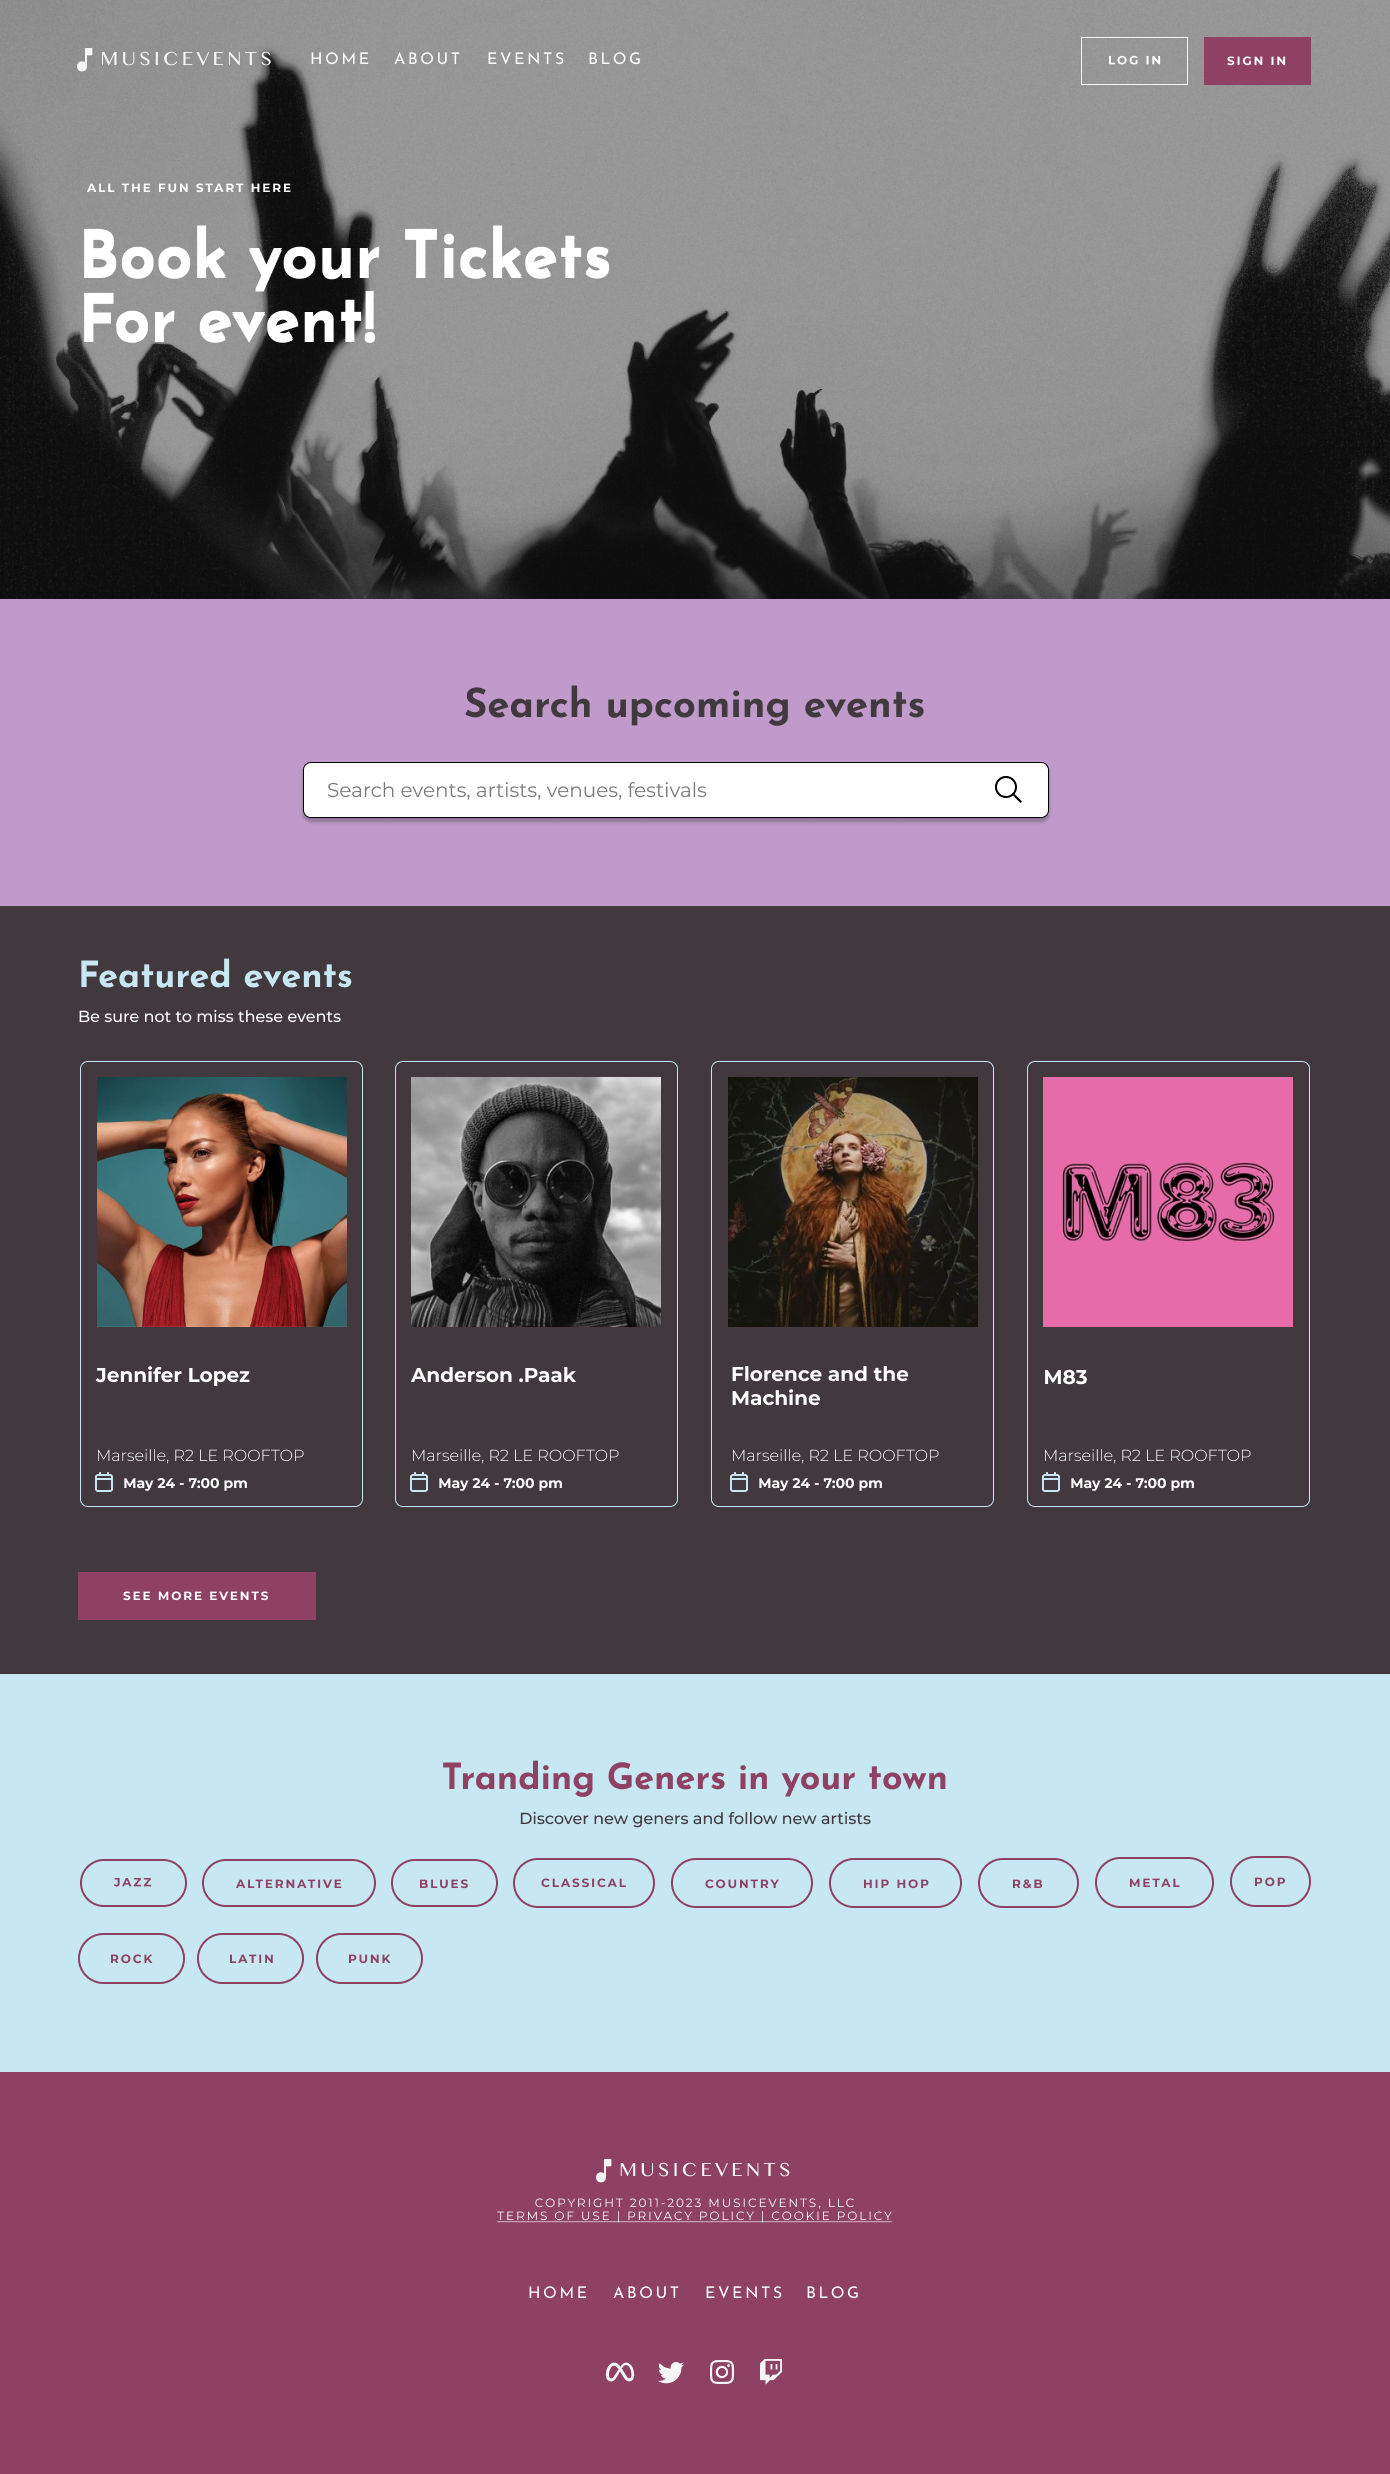 MUSICEVENTS HOME ABOUT EVENTS BLOG LOG IN SIGN IN
ALL THE FUN START HERE
Book your Tickets
For event!
Search upcoming events
Search events, artists, venues, festivals
Featured events
Be sure not to miss these events
M83
Jennifer Lopez
Marseille, R2 LE ROOFTOP
May 24 - 7:00 pm
Anderson .Paak
Marseille, R2 LE ROOFTOP
May 24 - 7:00 pm
Florence and the
Machine
Marseille, R2 LE ROOFTOP
May 24 - 7:00 pm
M83
Marseille, R2 LE ROOFTOP
May 24 - 7:00 pm
SEE MORE EVENTS
Tranding Geners in your town
Discover new geners and follow new artists
JAZZ ALTERNATIVE BLUES CLASSICAL COUNTRY HIP HOP R&B METAL POP
ROCK LATIN PUNK
MUSICEVENTS
COPYRIGHT 2011-2023 MUSICEVENTS, LLC
TERMS OF USE | PRIVACY POLICY | COOKIE POLICY
HOME ABOUT EVENTS BLOG